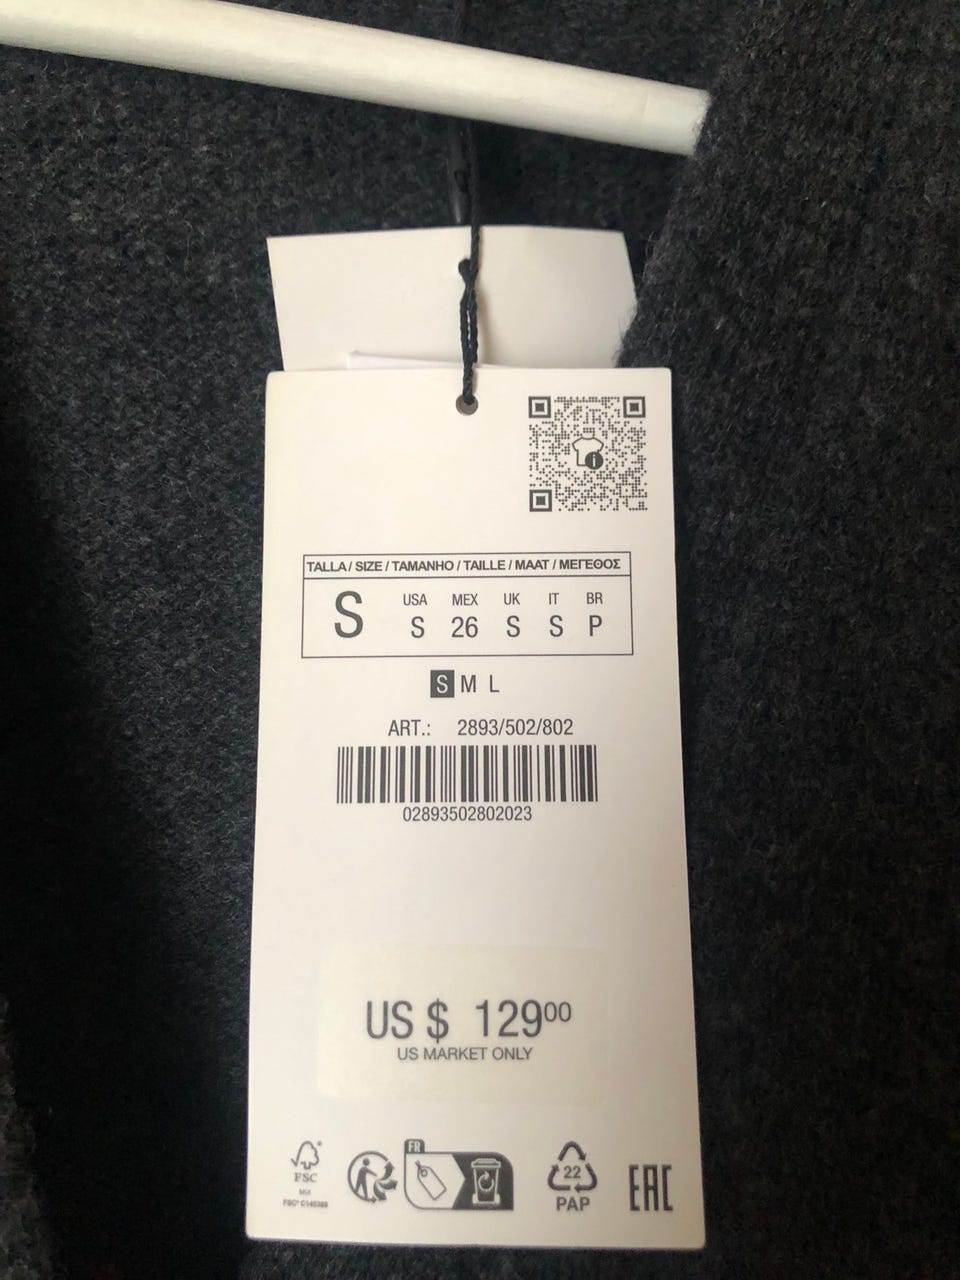 TALLA / SIZE / TAMANHO / TAILLE / MAAT / ΜΕΓΕΘΟΣ
S
USA MEX UK IT BR
S 26 S S P
S M L
ART.: 2893/502/802
02893502802023
US $ 129⁰⁰
US MARKET ONLY
FSC
MIX
FR
22
PAP
EAC